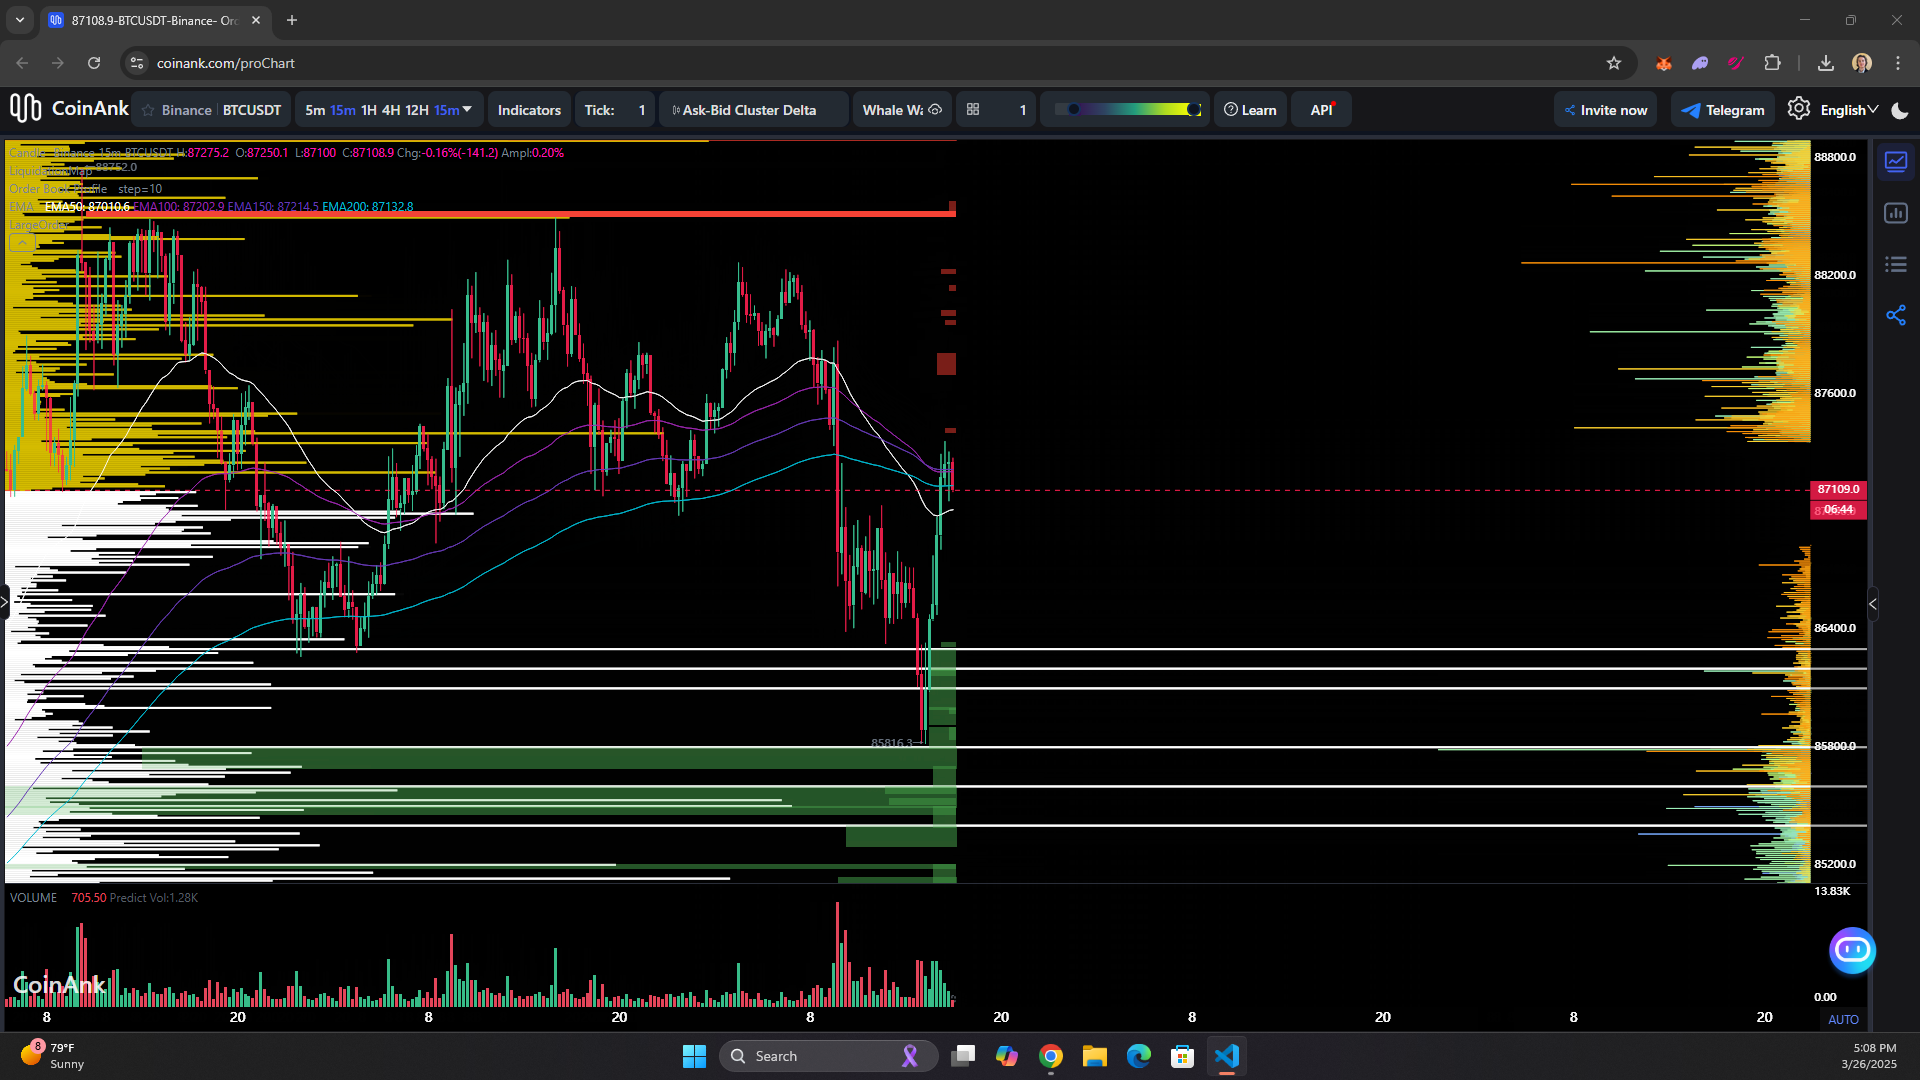 87108.9-BTCUSDT-Binance- Or
coinank.com/proChart
CoinAnk
Binance BTCUSDT
5m 15m 1H 4H 12H 15m
Indicators
Tick: 1
Ask-Bid Cluster Delta
Whale Wa
1
Learn
API
Invite now
Telegram
English
Candle Binance 15m BTCUSDT H:87275.2 O:87250.1 L:87100 C:87108.9 Chg:-0.16%(-141.2) Ampl:0.20%
LiquidationMap
88752.0
Order Book Profile step=10
EMA EMA50: 87010.6 EMA100: 87202.9 EMA150: 87214.5 EMA200: 87132.8
LargeOrder
88800.0
88200.0
87600.0
87109.0
06:44
86400.0
85816.3→
85800.0
85200.0
VOLUME 705.50 Predict Vol:1.28K
13.83K
CoinAnk
0.00
8 20 8 20 8 20 8 20 8 20
AUTO
8
79°F
Sunny
Search
5:08 PM
3/26/2025